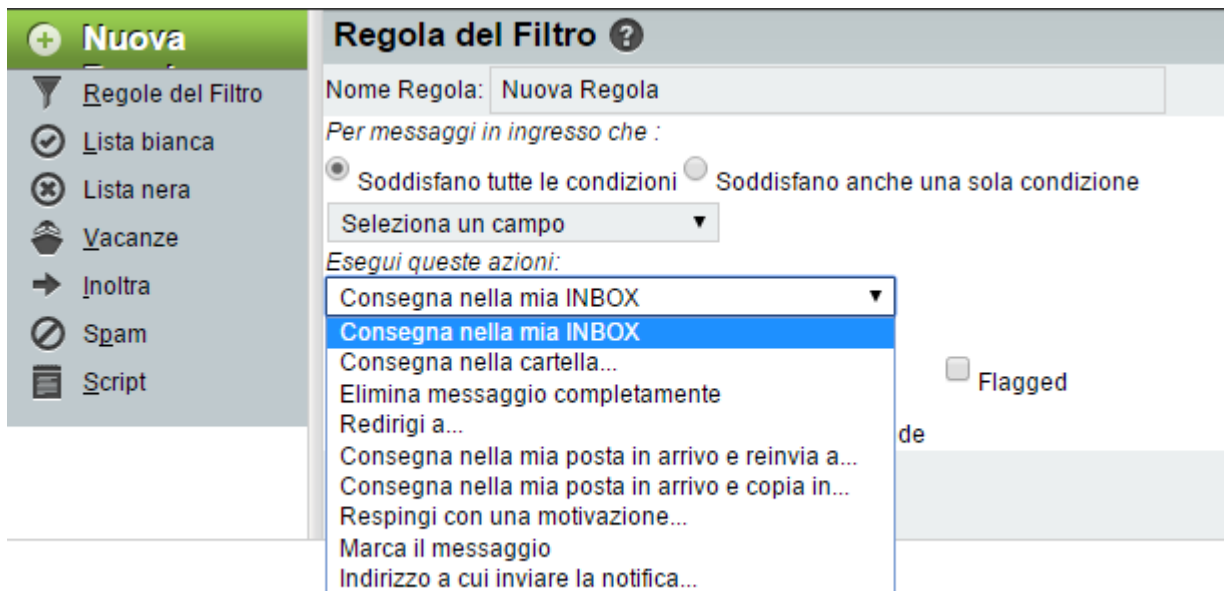 Nuova
Regole del Filtro
Lista bianca
Lista nera
Vacanze
Inoltra
Spam
Script
Regola del Filtro ?
Nome Regola: Nuova Regola
Per messaggi in ingresso che :
Soddisfano tutte le condizioni Soddisfano anche una sola condizione
Seleziona un campo
Esegui queste azioni:
Consegna nella mia INBOX
Consegna nella mia INBOX
Consegna nella cartella...
Elimina messaggio completamente
Flagged
Redirigi a...
de
Consegna nella mia posta in arrivo e reinvia a...
Consegna nella mia posta in arrivo e copia in...
Respingi con una motivazione...
Marca il messaggio
Indirizzo a cui inviare la notifica...